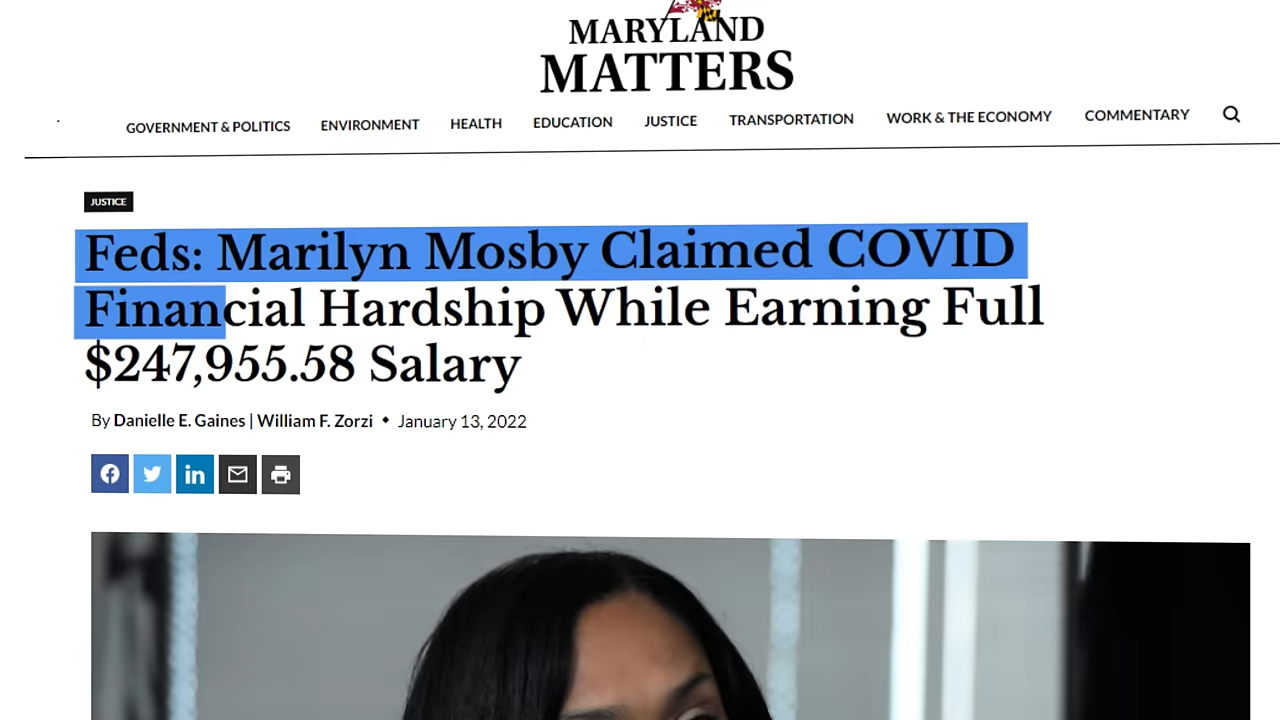 MARYLAND
MATTERS
GOVERNMENT & POLITICS ENVIRONMENT HEALTH EDUCATION JUSTICE TRANSPORTATION WORK & THE ECONOMY COMMENTARY
JUSTICE
Feds: Marilyn Mosby Claimed COVID
Financial Hardship While Earning Full
$247,955.58 Salary
By Danielle E. Gaines | William F. Zorzi ◆ January 13, 2022
in